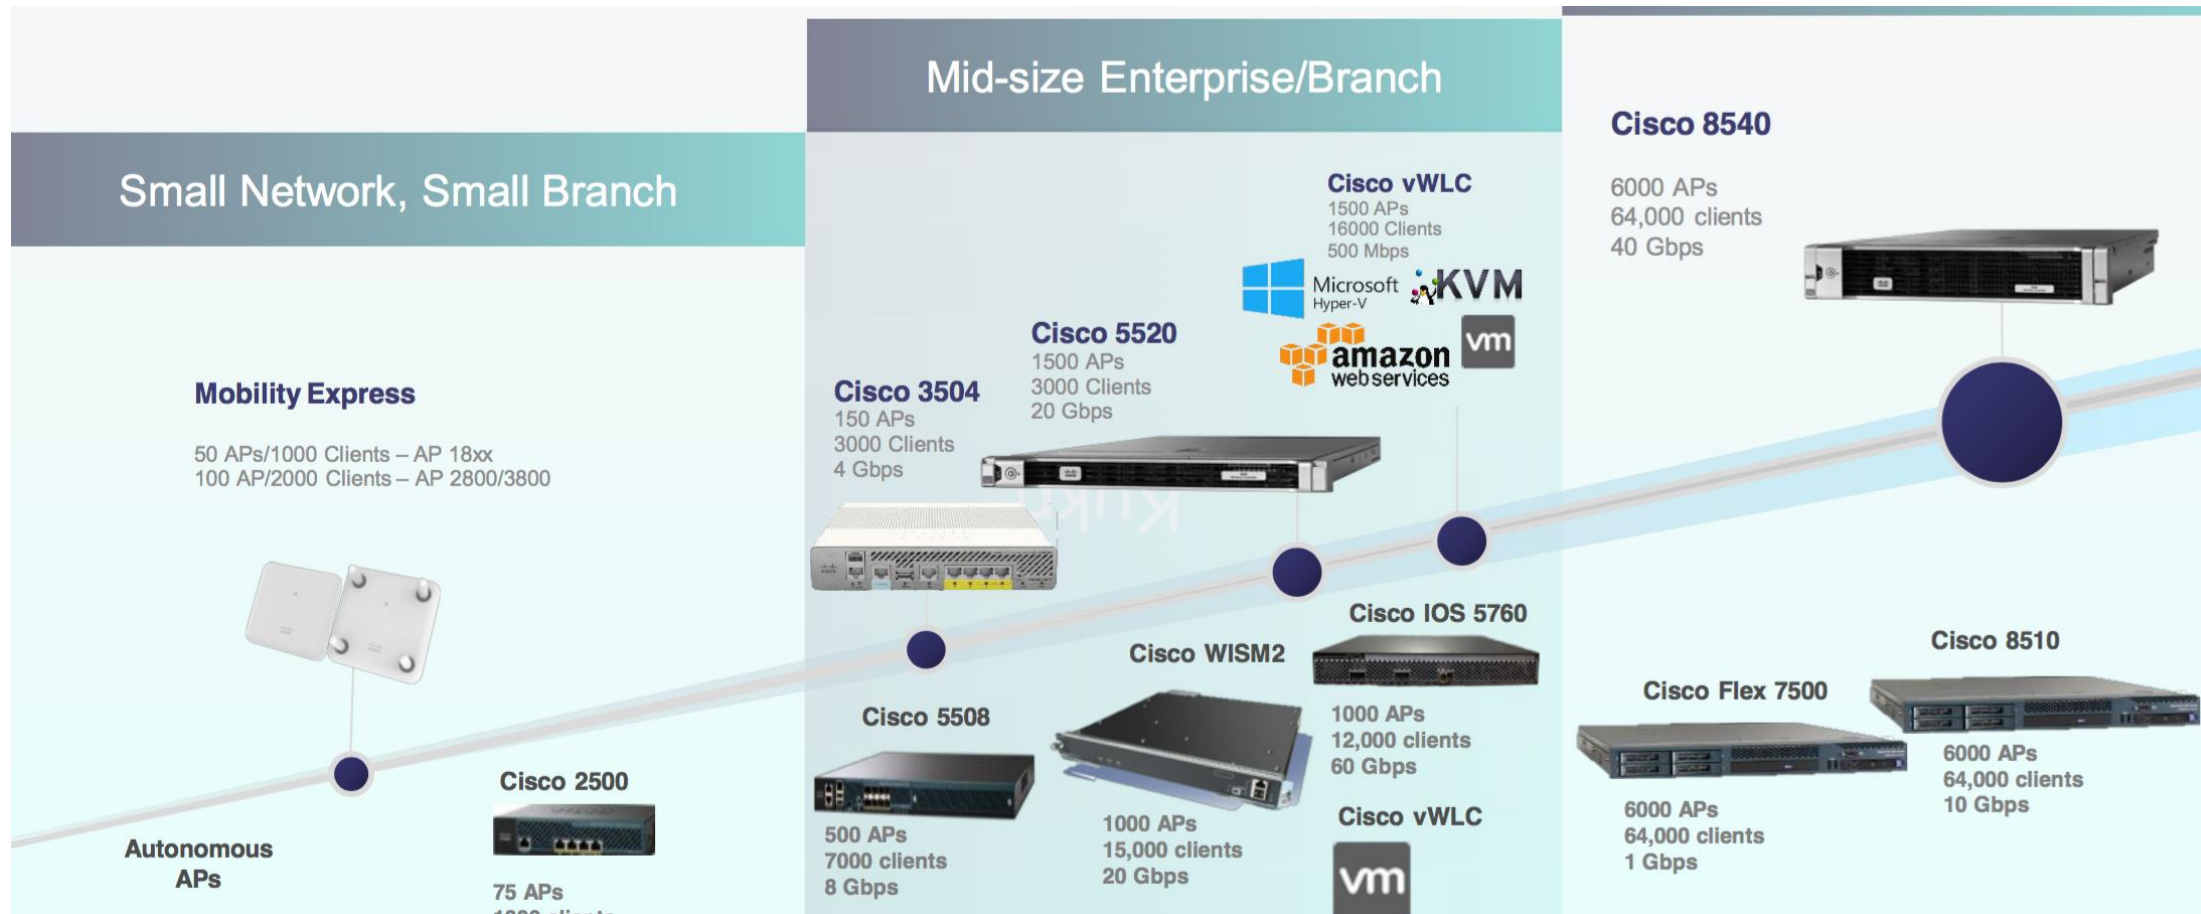 Small Network, Small Branch
Mobility Express
50 APs/1000 Clients – AP 18xx
100 AP/2000 Clients – AP 2800/3800
Autonomous
APs
Cisco 2500
75 APs
Mid-size Enterprise/Branch
Cisco 3504
150 APs
3000 Clients
4 Gbps
Cisco 5520
1500 APs
3000 Clients
20 Gbps
Cisco vWLC
1500 APs
16000 Clients
500 Mbps
Microsoft
Hyper-V
KVM
amazon
webservices
vm
Cisco 5508
500 APs
7000 clients
8 Gbps
Cisco WISM2
1000 APs
15,000 clients
20 Gbps
Cisco IOS 5760
1000 APs
12,000 clients
60 Gbps
Cisco vWLC
vm
Cisco 8540
6000 APs
64,000 clients
40 Gbps
Cisco Flex 7500
6000 APs
64,000 clients
1 Gbps
Cisco 8510
6000 APs
64,000 clients
10 Gbps